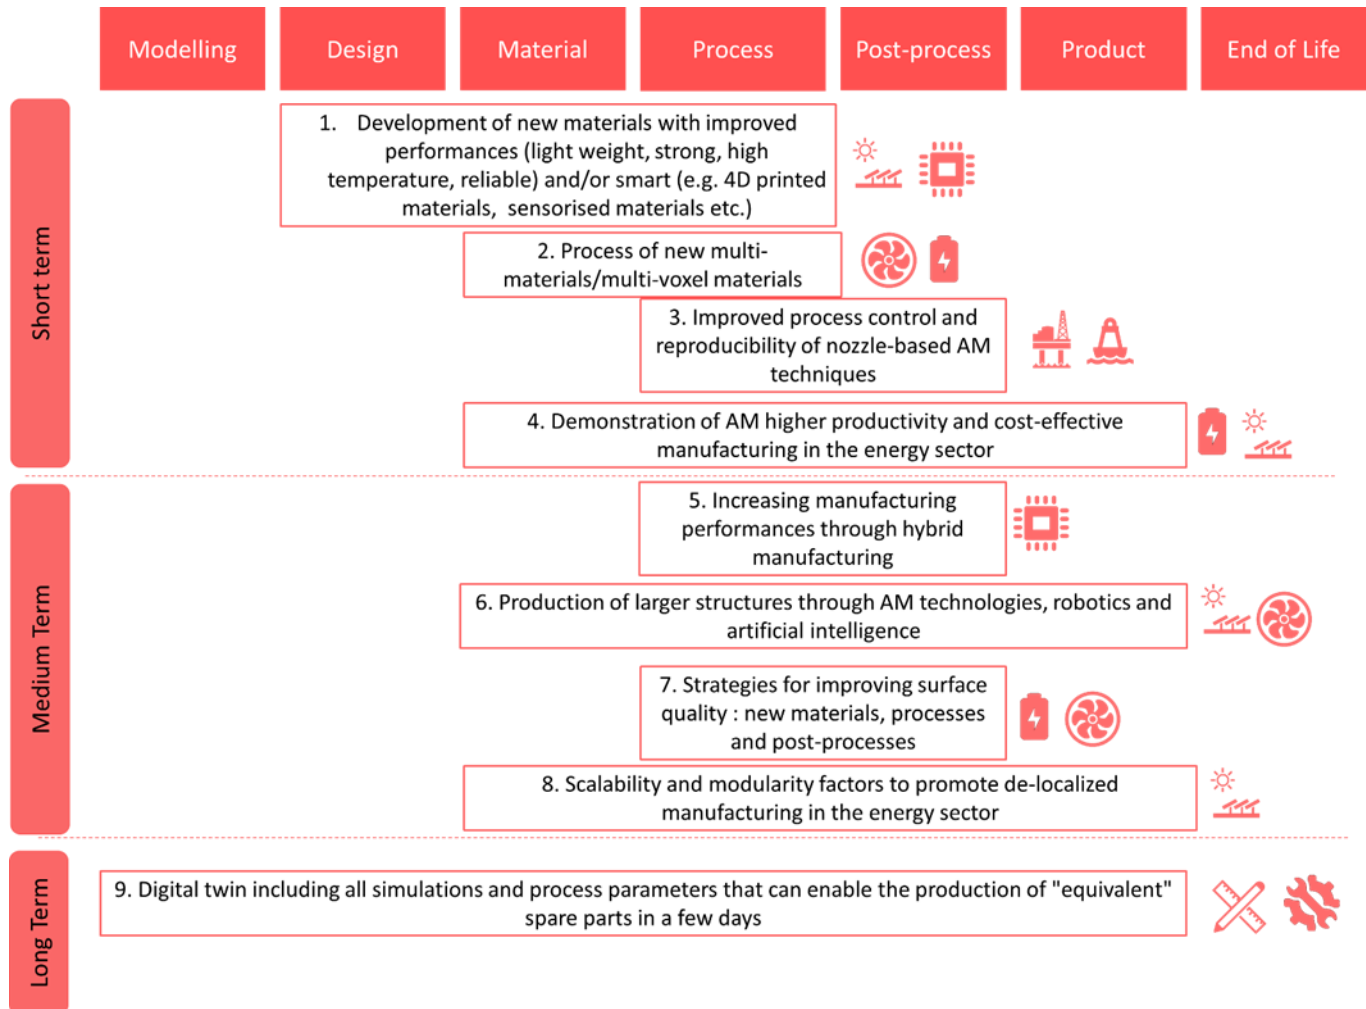 Modelling
Design
Material
Process
Post-process
Product
End of Life
Short term
1. Development of new materials with improved
performances (light weight, strong, high
temperature, reliable) and/or smart (e.g. 4D printed
materials, sensorised materials etc.)
2. Process of new multi-
materials/multi-voxel materials
3. Improved process control and
reproducibility of nozzle-based AM
techniques
4. Demonstration of AM higher productivity and cost-effective
manufacturing in the energy sector
Medium Term
5. Increasing manufacturing
performances through hybrid
manufacturing
6. Production of larger structures through AM technologies, robotics and
artificial intelligence
7. Strategies for improving surface
quality : new materials, processes
and post-processes
8. Scalability and modularity factors to promote de-localized
manufacturing in the energy sector
Long Term
9. Digital twin including all simulations and process parameters that can enable the production of "equivalent"
spare parts in a few days